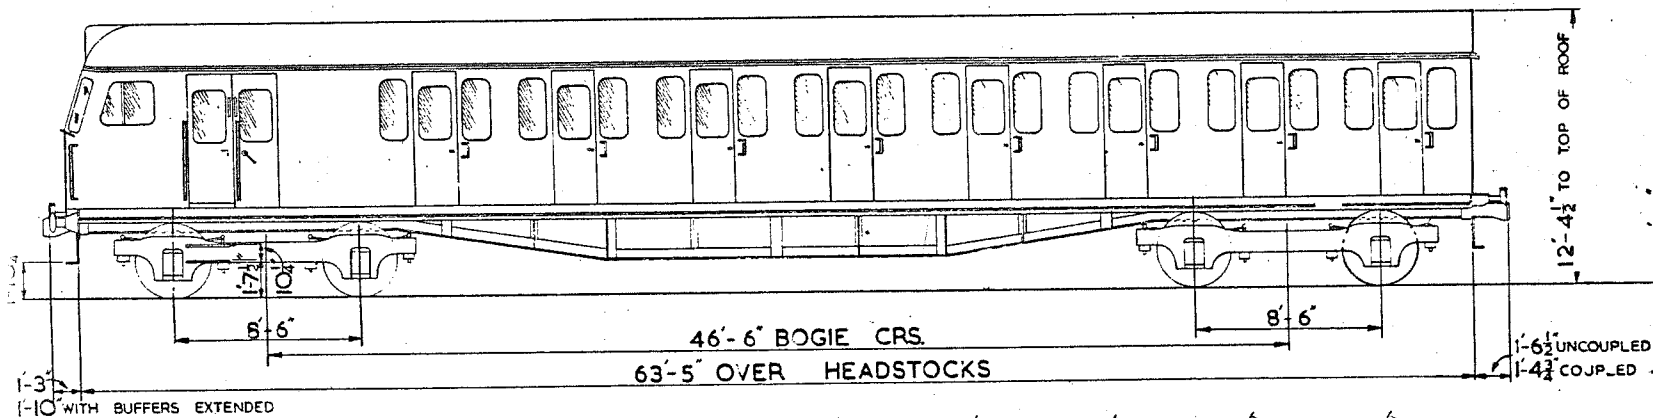 12'-4½" TO TOP OF ROOF
1'-7½"
10¼"
8'-6"
46'-6" BOGIE CRS.
8'-6"
63'-5" OVER HEADSTOCKS
1'-6½" UNCOUPLED
1'-4¾" COUPLED
1'-3"
1'-10" WITH BUFFERS EXTENDED